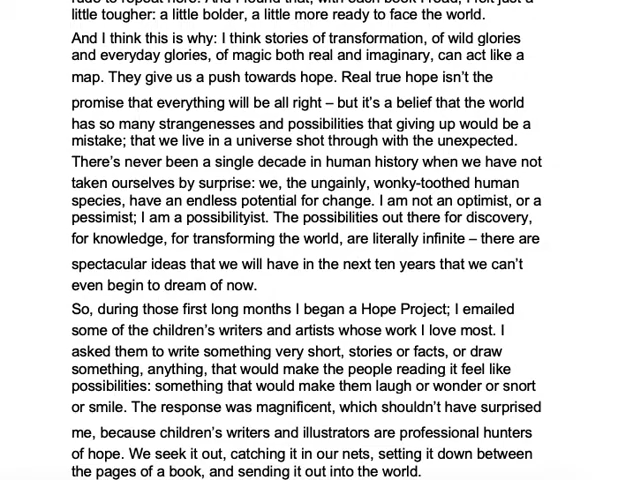 little tougher: a little bolder, a little more ready to face the world.
And I think this is why: I think stories of transformation, of wild glories
and everyday glories, of magic both real and imaginary, can act like a
map. They give us a push towards hope. Real true hope isn’t the
promise that everything will be all right – but it’s a belief that the world
has so many strangenesses and possibilities that giving up would be a
mistake; that we live in a universe shot through with the unexpected.
There’s never been a single decade in human history when we have not
taken ourselves by surprise: we, the ungainly, wonky-toothed human
species, have an endless potential for change. I am not an optimist, or a
pessimist; I am a possibilityist. The possibilities out there for discovery,
for knowledge, for transforming the world, are literally infinite – there are
spectacular ideas that we will have in the next ten years that we can’t
even begin to dream of now.
So, during those first long months I began a Hope Project; I emailed
some of the children’s writers and artists whose work I love most. I
asked them to write something very short, stories or facts, or draw
something, anything, that would make the people reading it feel like
possibilities: something that would make them laugh or wonder or snort
or smile. The response was magnificent, which shouldn’t have surprised
me, because children’s writers and illustrators are professional hunters
of hope. We seek it out, catching it in our nets, setting it down between
the pages of a book, and sending it out into the world.